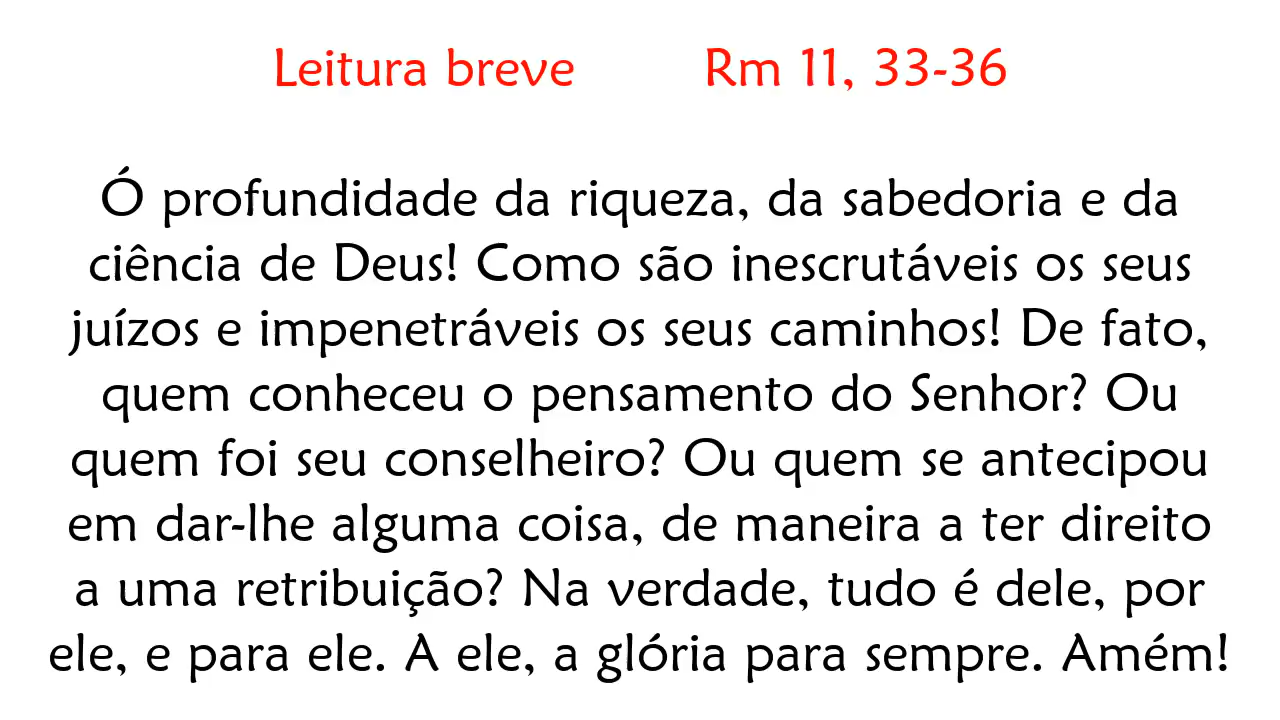 Leitura breve Rm 11, 33-36
Ó profundidade da riqueza, da sabedoria e da
ciência de Deus! Como são inescrutáveis os seus
juízos e impenetráveis os seus caminhos! De fato,
quem conheceu o pensamento do Senhor? Ou
quem foi seu conselheiro? Ou quem se antecipou
em dar-lhe alguma coisa, de maneira a ter direito
a uma retribuição? Na verdade, tudo é dele, por
ele, e para ele. A ele, a glória para sempre. Amém!